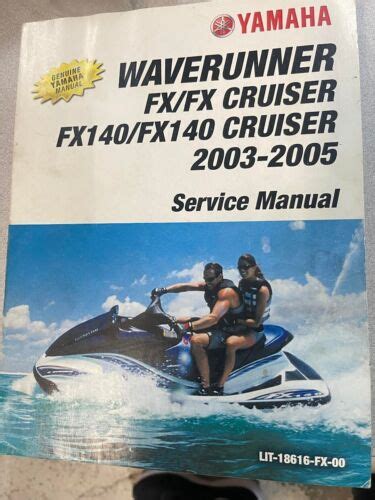 YAMAHA
GENUINE
YAMAHA
MANUAL
WAVERUNNER
FX/FX CRUISER
FX140/FX140 CRUISER
2003-2005
Service Manual
LIT-18616-FX-00